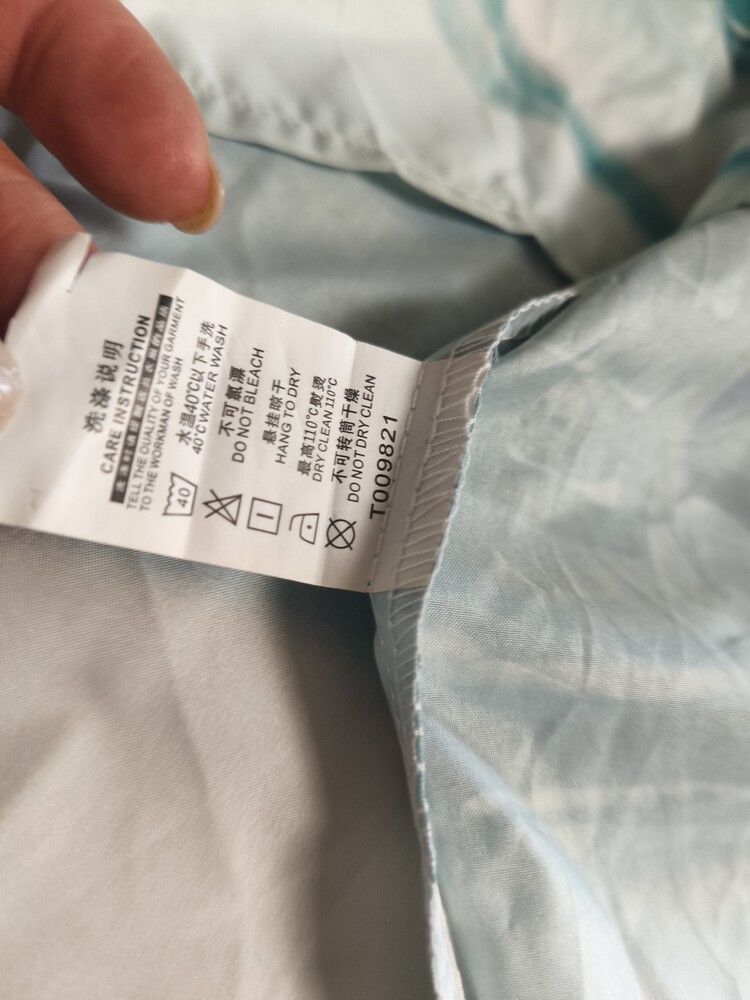 洗涤说明
CARE INSTRUCTION
TELL THE QUALITY OF YOUR GARMENT
TO THE WORKMAN OF WASH
40
水温40℃以下手洗
40℃ WATER WASH
不可氯漂
DO NOT BLEACH
悬挂晾干
HANG TO DRY
最高110℃熨烫
DRY CLEAN 110℃
不可转筒干燥
DO NOT DRY CLEAN
T009821